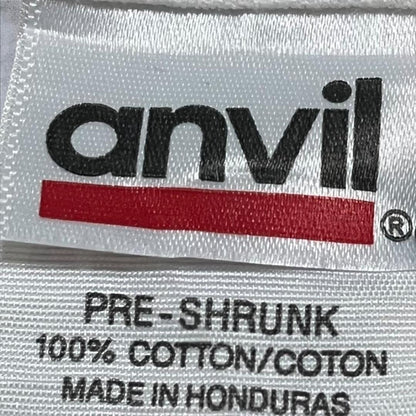 anvil®
PRE-SHRUNK
100% COTTON/COTON
MADE IN HONDURAS